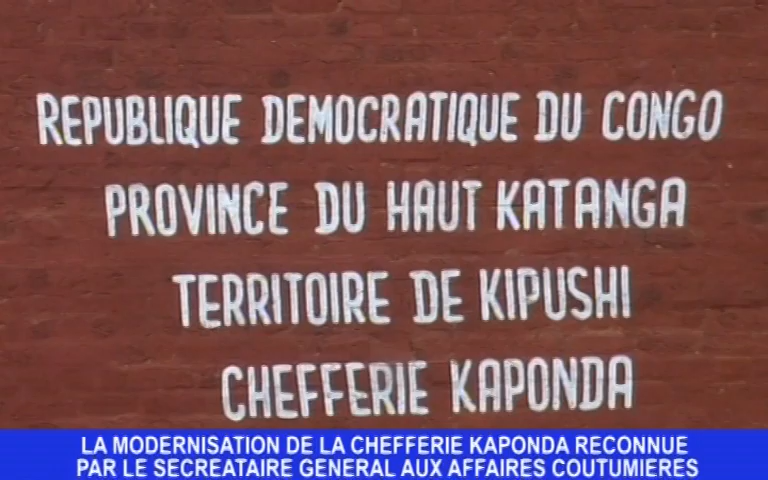 REPUBLIQUE DEMOCRATIQUE DU CONGO
PROVINCE DU HAUT KATANGA
TERRITOIRE DE KIPUSHI
CHEFFERIE KAPONDA
LA MODERNISATION DE LA CHEFFERIE KAPONDA RECONNUE
PAR LE SECREATAIRE GENERAL AUX AFFAIRES COUTUMIERES